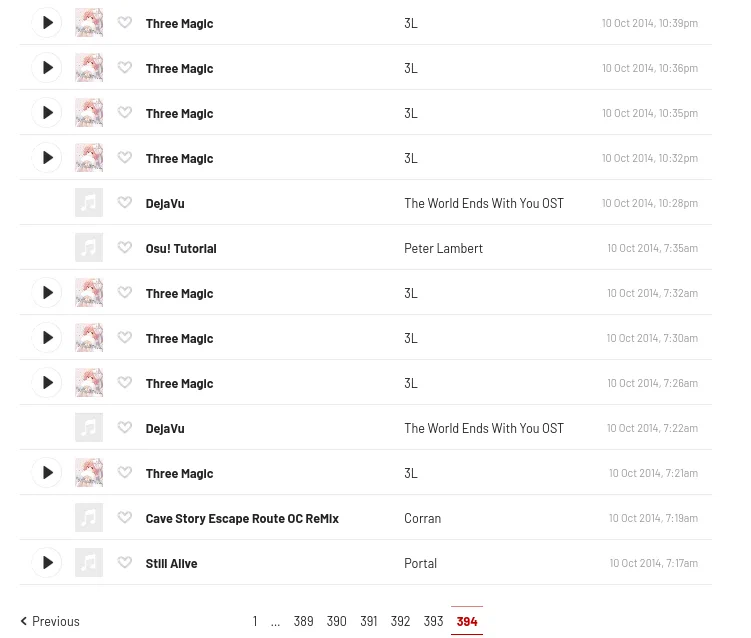 Three Magic 3L 10 Oct 2014, 10:39pm
Three Magic 3L 10 Oct 2014, 10:36pm
Three Magic 3L 10 Oct 2014, 10:35pm
Three Magic 3L 10 Oct 2014, 10:32pm
DejaVu The World Ends With You OST 10 Oct 2014, 10:28pm
Osu! Tutorial Peter Lambert 10 Oct 2014, 7:35am
Three Magic 3L 10 Oct 2014, 7:32am
Three Magic 3L 10 Oct 2014, 7:30am
Three Magic 3L 10 Oct 2014, 7:26am
DejaVu The World Ends With You OST 10 Oct 2014, 7:22am
Three Magic 3L 10 Oct 2014, 7:21am
Cave Story Escape Route OC ReMix Corran 10 Oct 2014, 7:19am
Still Alive Portal 10 Oct 2014, 7:17am
Previous 1 ... 389 390 391 392 393 394